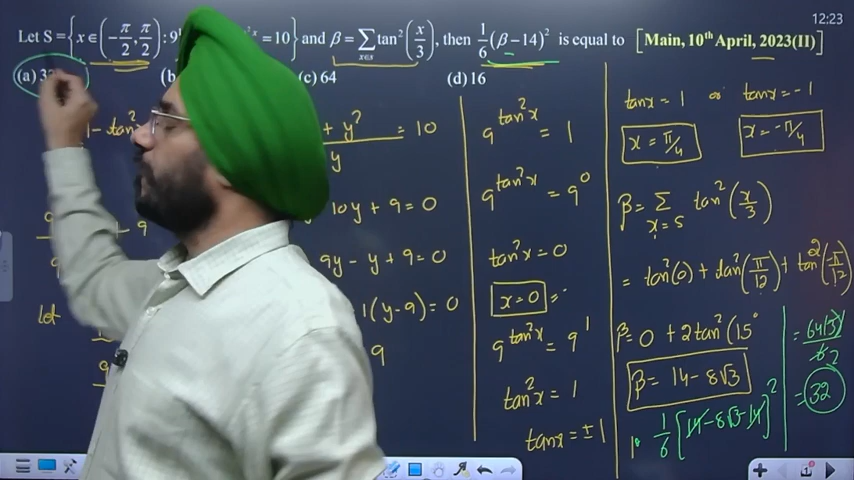 12:23
Let S = { x ∈ (-π/2, π/2) : 9 = 10 } and β = ∑ x∈s tan² (x/3), then 1/6 (β – 14)² is equal to [Main, 10th April, 2023(II)]
(a) 32 (c) 64 (d) 16
1 - tan²
+ y² = 10
y
10y + 9 = 0
9y - y + 9 = 0
let
1(y-9) = 0
9
9^tan²x = 1
9^tan²x = 9^0
tan²x = 0
x = 0
9^tan²x = 9^1
tan²x = 1
tanx = ±1
tanx = 1 or tanx = -1
x = π/4 x = -π/4
β = ∑ x=s tan² (x/3)
= tan²(0) + tan²(π/12) + tan²(-π/12)
β = 0 + 2tan²(15°
β = 14 - 8√3
1/6 [14 - 8√3 - 14]²
= 64(3)/6 2
= 32